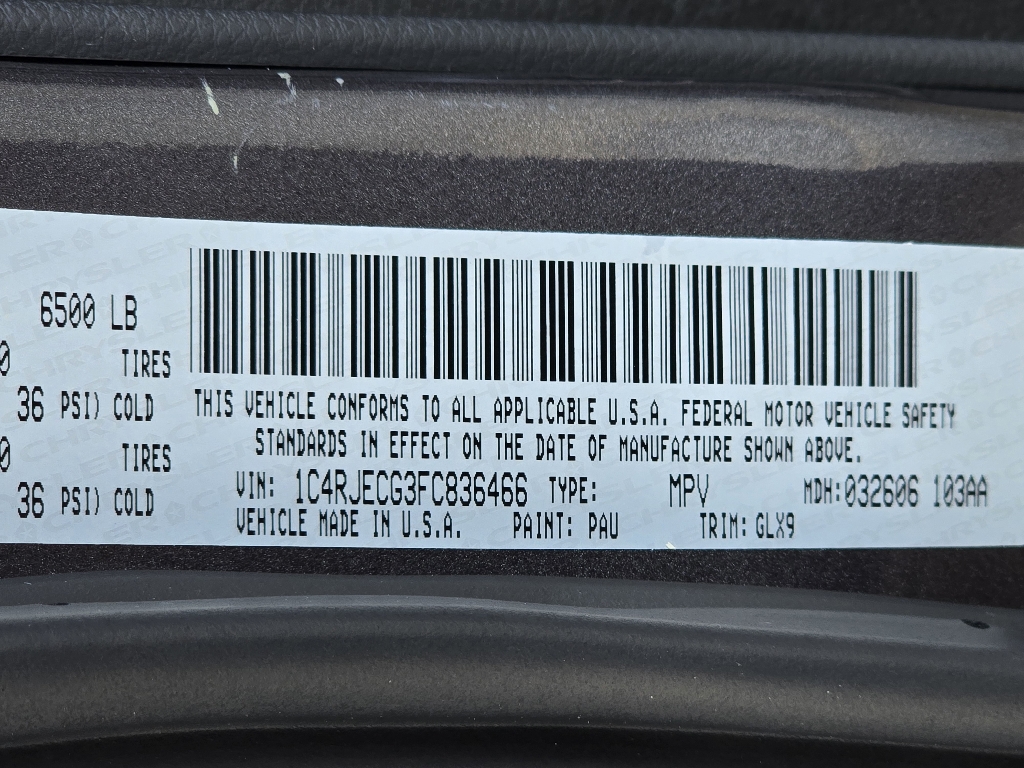 6500 LB
0 TIRES
36 PSI) COLD
0 TIRES
36 PSI) COLD
THIS VEHICLE CONFORMS TO ALL APPLICABLE U.S.A. FEDERAL MOTOR VEHICLE SAFETY
STANDARDS IN EFFECT ON THE DATE OF MANUFACTURE SHOWN ABOVE.
VIN: 1C4RJECG3FC836466 TYPE: MPV MDH:032606 103AA
VEHICLE MADE IN U.S.A. PAINT: PAU TRIM: GLX9